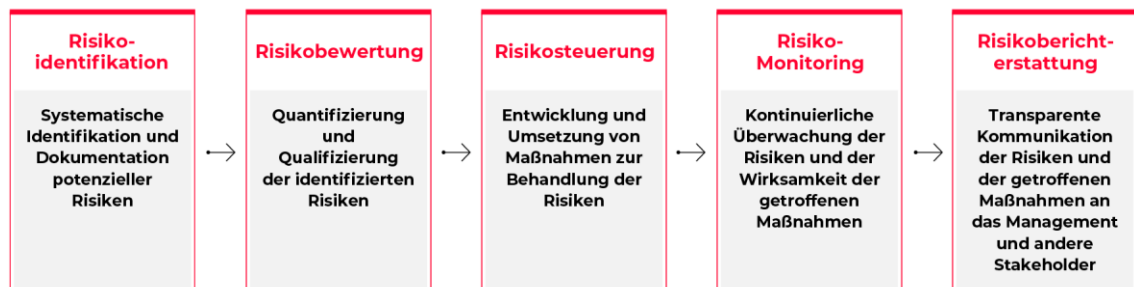 Risiko-
identifikation
Systematische
Identifikation und
Dokumentation
potenzieller
Risiken
Risikobewertung
Quantifizierung
und
Qualifizierung
der identifizierten
Risiken
Risikosteuerung
Entwicklung und
Umsetzung von
Maßnahmen zur
Behandlung der
Risiken
Risiko-
Monitoring
Kontinuierliche
Überwachung der
Risiken und der
Wirksamkeit der
getroffenen
Maßnahmen
Risikobericht-
erstattung
Transparente
Kommunikation
der Risiken und
der getroffenen
Maßnahmen an
das Management
und andere
Stakeholder